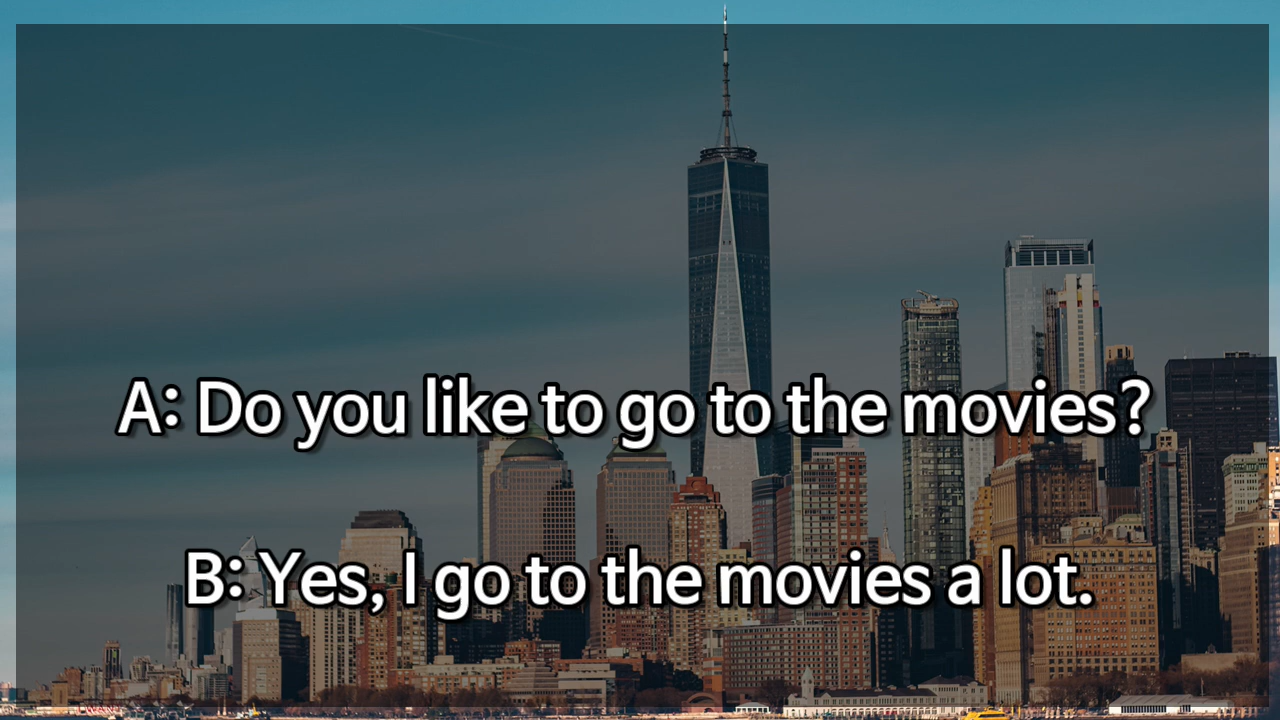 A: Do you like to go to the movies?
B: Yes, I go to the movies a lot.